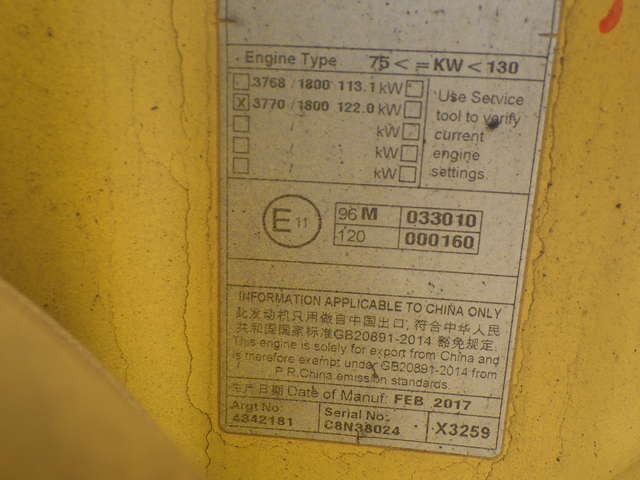 Engine Type 75 < = KW < 130
3768 / 1800 113.1 kW
X 3770 / 1800 122.0 kW
kW
kW
kW
Use Service
tool to verify
current
engine
settings
E 11
96 M 033010
120 000160
INFORMATION APPLICABLE TO CHINA ONLY
此发动机只用做自中国出口, 符合中华人民
共和国国家标准GB20891-2014 豁免规定.
This engine is solely for export from China and
is therefore exempt under GB20891-2014 from
P.R.China emission standards.
生产日期 Date of Manuf: FEB 2017
Argt No:
4342181
Serial No:
C8N38024
X3259